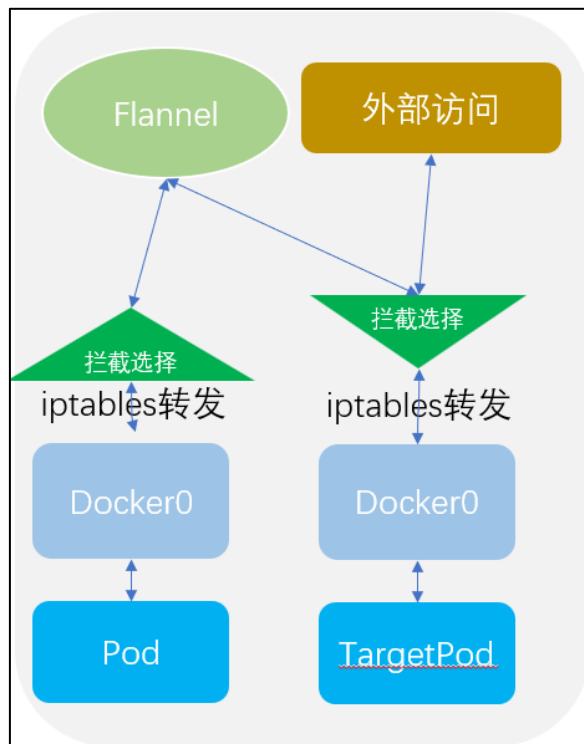 Flannel
外部访问
拦截选择
拦截选择
iptables转发
iptables转发
Docker0
Docker0
Pod
TargetPod